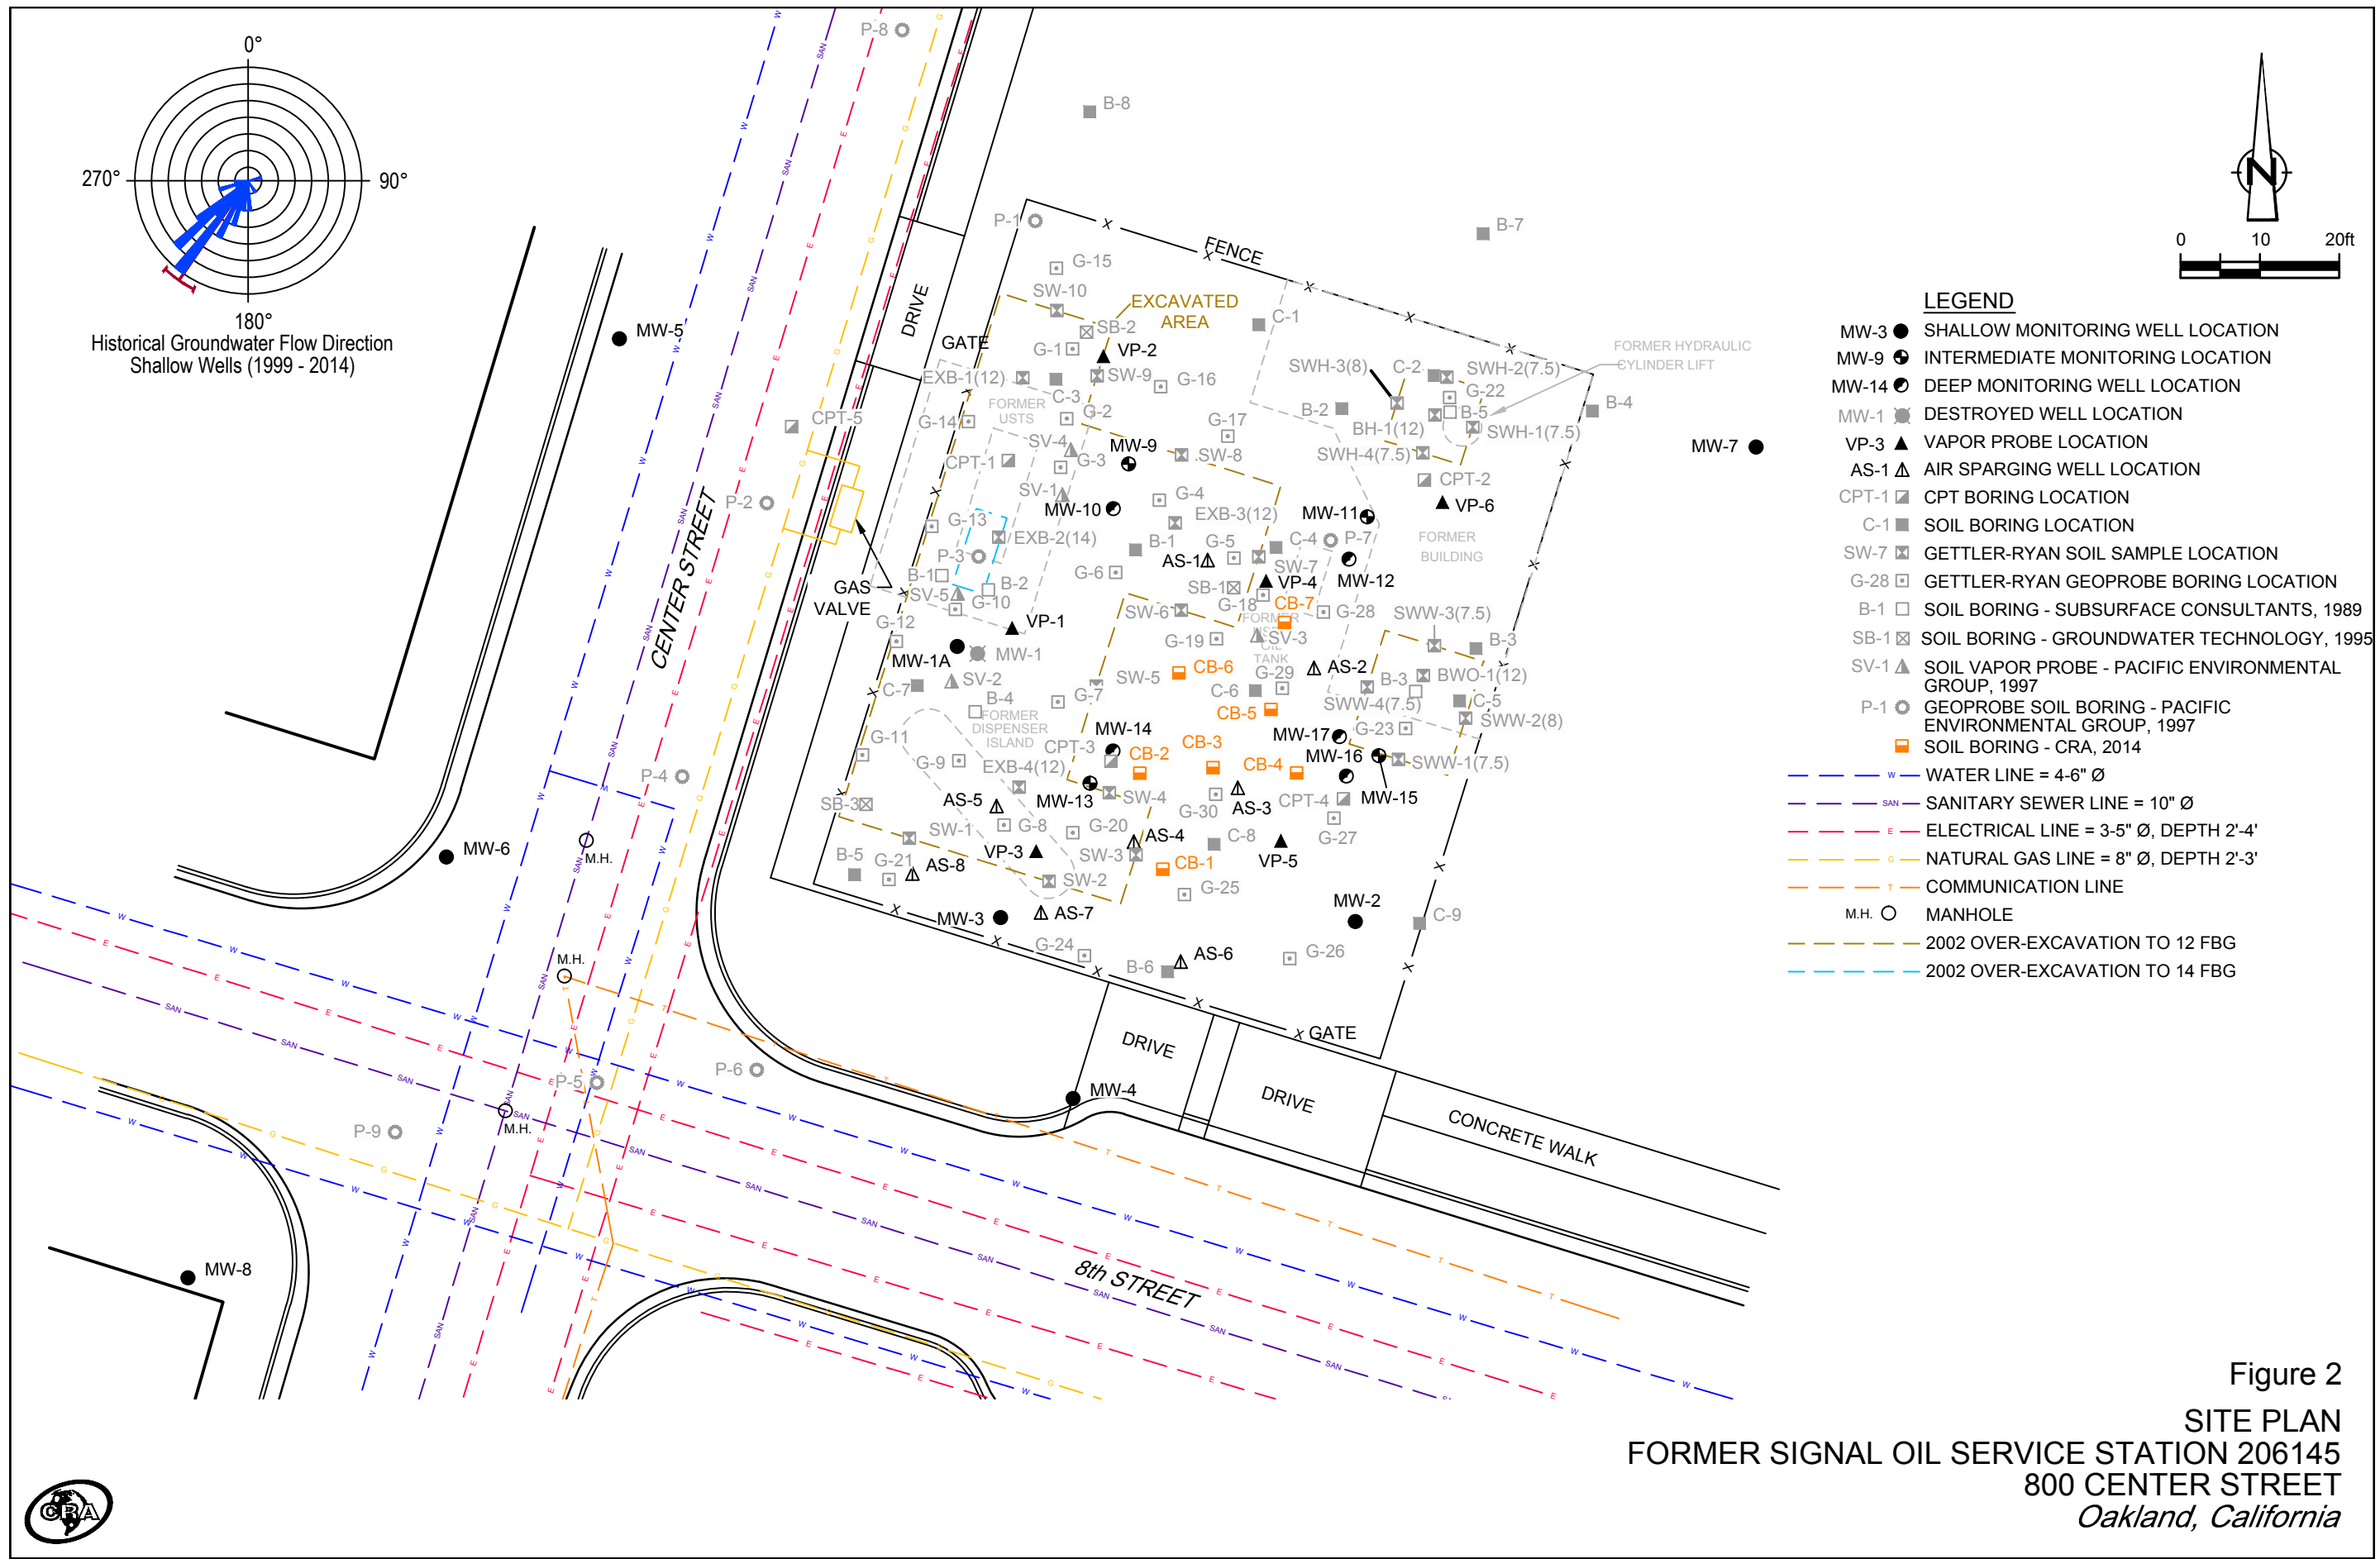 0°
90°
180°
270°
Historical Groundwater Flow Direction
Shallow Wells (1999 - 2014)
P-8
B-8
B-7
P-1
FENCE
G-15
SW-10
EXCAVATED
AREA
SB-2
C-1
DRIVE
GATE
G-1
VP-2
MW-5
EXB-1(12)
SW-9
G-16
C-3
FORMER
USTS
G-2
G-14
SWH-3(8)
C-2
SWH-2(7.5)
FORMER HYDRAULIC
CYLINDER LIFT
G-22
B-2
B-5
B-4
BH-1(12)
SWH-1(7.5)
SWH-4(7.5)
MW-7
CPT-5
G-17
SV-4
MW-9
SW-8
CPT-1
G-3
CPT-2
SV-1
G-4
VP-6
MW-10
EXB-3(12)
MW-11
P-2
G-13
EXB-2(14)
B-1
G-5
C-4
P-7
FORMER
BUILDING
P-3
AS-1
SW-7
MW-12
G-6
B-1
B-2
SB-1
VP-4
GAS
VALVE
SV-5
G-10
SW-6
G-18
CB-7
G-28
SWW-3(7.5)
FORMER
OIL
TANK
G-12
VP-1
G-19
SV-3
B-3
MW-1A
MW-1
CB-6
AS-2
CENTER STREET
SW-5
G-29
B-3
BWO-1(12)
C-7
SV-2
G-7
C-6
SWW-4(7.5)
C-5
B-4
CB-5
SWW-2(8)
FORMER
DISPENSER
ISLAND
MW-14
MW-17
G-23
G-11
CPT-3
CB-2
CB-3
CB-4
MW-16
SWW-1(7.5)
G-9
EXB-4(12)
P-4
MW-13
SW-4
AS-3
CPT-4
MW-15
SB-3
AS-5
G-30
SW-1
G-8
G-20
AS-4
C-8
G-27
MW-6
M.H.
B-5
G-21
AS-8
VP-3
SW-3
CB-1
VP-5
SW-2
G-25
MW-3
AS-7
MW-2
C-9
G-24
B-6
AS-6
G-26
M.H.
GATE
DRIVE
DRIVE
CONCRETE WALK
P-5
P-6
MW-4
P-9
M.H.
MW-8
8th STREET
N
0 10 20ft
LEGEND
MW-3 SHALLOW MONITORING WELL LOCATION
MW-9 INTERMEDIATE MONITORING LOCATION
MW-14 DEEP MONITORING WELL LOCATION
MW-1 DESTROYED WELL LOCATION
VP-3 VAPOR PROBE LOCATION
AS-1 AIR SPARGING WELL LOCATION
CPT-1 CPT BORING LOCATION
C-1 SOIL BORING LOCATION
SW-7 GETTLER-RYAN SOIL SAMPLE LOCATION
G-28 GETTLER-RYAN GEOPROBE BORING LOCATION
B-1 SOIL BORING - SUBSURFACE CONSULTANTS, 1989
SB-1 SOIL BORING - GROUNDWATER TECHNOLOGY, 1995
SV-1 SOIL VAPOR PROBE - PACIFIC ENVIRONMENTAL
GROUP, 1997
P-1 GEOPROBE SOIL BORING - PACIFIC
ENVIRONMENTAL GROUP, 1997
SOIL BORING - CRA, 2014
W WATER LINE = 4-6" Ø
SAN SANITARY SEWER LINE = 10" Ø
E ELECTRICAL LINE = 3-5" Ø, DEPTH 2'-4'
G NATURAL GAS LINE = 8" Ø, DEPTH 2'-3'
T COMMUNICATION LINE
M.H. MANHOLE
2002 OVER-EXCAVATION TO 12 FBG
2002 OVER-EXCAVATION TO 14 FBG
Figure 2
SITE PLAN
FORMER SIGNAL OIL SERVICE STATION 206145
800 CENTER STREET
Oakland, California
CRA